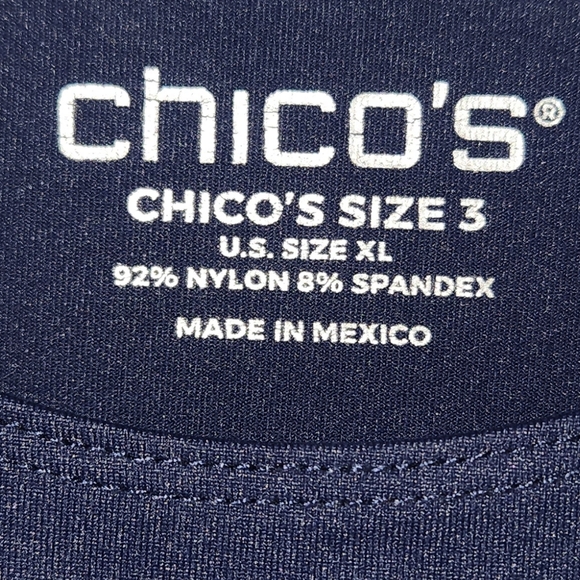 chico's®
CHICO'S SIZE 3
U.S. SIZE XL
92% NYLON 8% SPANDEX
MADE IN MEXICO